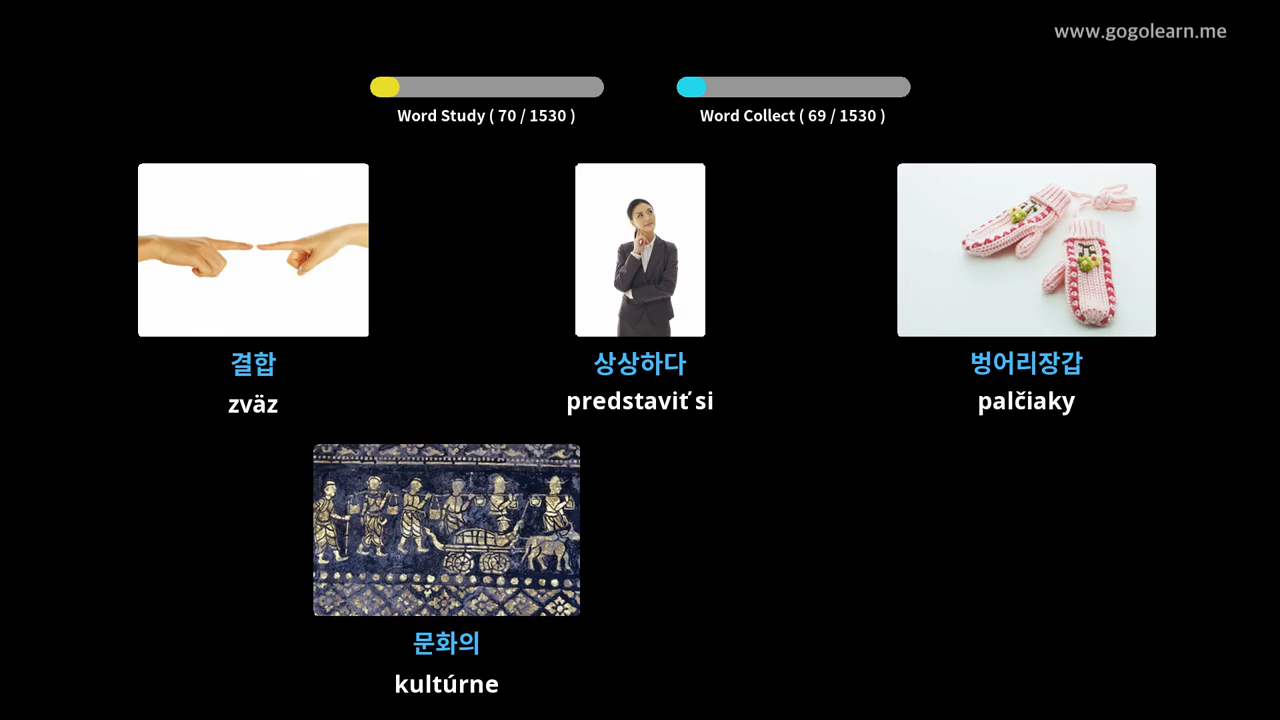 www.gogolearn.me
Word Study ( 70 / 1530 )
Word Collect ( 69 / 1530 )
결합
zväz
상상하다
predstaviť si
벙어리장갑
palčiaky
문화의
kultúrne